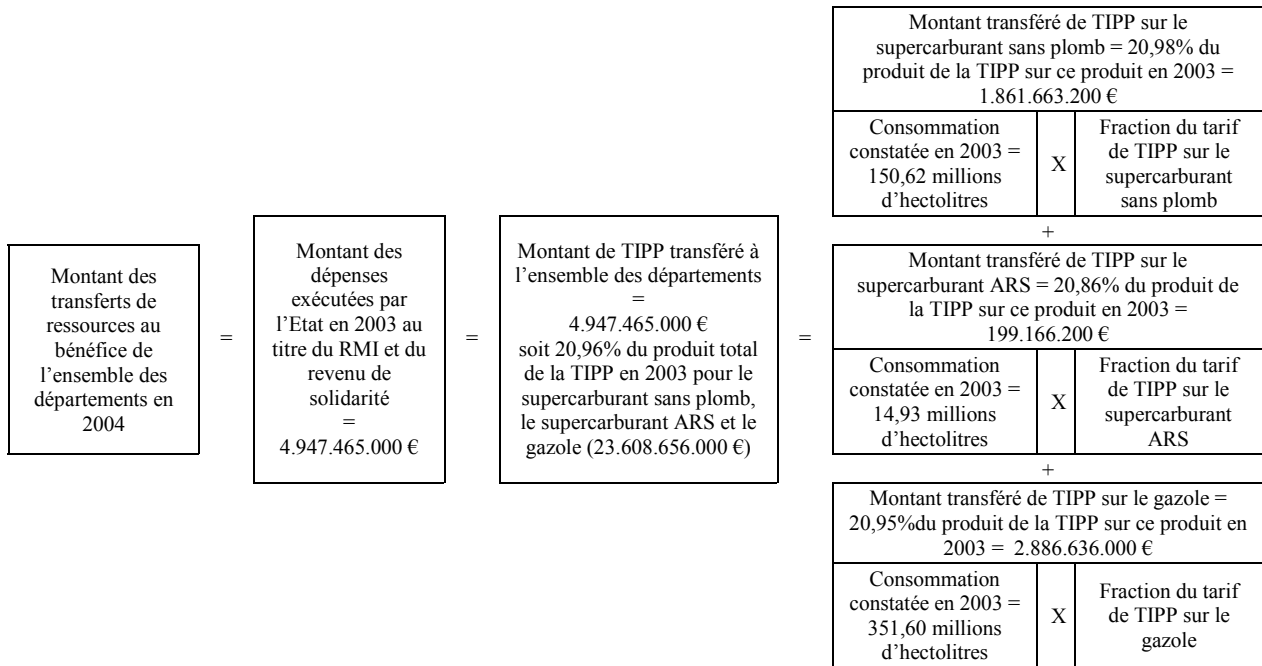 Montant des
transferts de
ressources au
bénéfice de
l'ensemble des
départements en
2004
=
Montant des
dépenses
exécutées par
l'Etat en 2003 au
titre du RMI et du
revenu de
solidarité
=
4.947.465.000 €
=
Montant de TIPP transféré à
l'ensemble des départements
=
4.947.465.000 €
soit 20,96% du produit total
de la TIPP en 2003 pour le
supercarburant sans plomb,
le supercarburant ARS et le
gazole (23.608.656.000 €)
=
Montant transféré de TIPP sur le
supercarburant sans plomb = 20,98% du
produit de la TIPP sur ce produit en 2003 =
1.861.663.200 €
Consommation
constatée en 2003 =
150,62 millions
d'hectolitres
X
Fraction du tarif
de TIPP sur le
supercarburant
sans plomb
+
Montant transféré de TIPP sur le
supercarburant ARS = 20,86% du produit de
la TIPP sur ce produit en 2003 =
199.166.200 €
Consommation
constatée en 2003 =
14,93 millions
d'hectolitres
X
Fraction du tarif
de TIPP sur le
supercarburant
ARS
+
Montant transféré de TIPP sur le gazole =
20,95%du produit de la TIPP sur ce produit en
2003 = 2.886.636.000 €
Consommation
constatée en 2003 =
351,60 millions
d'hectolitres
X
Fraction du tarif
de TIPP sur le
gazole